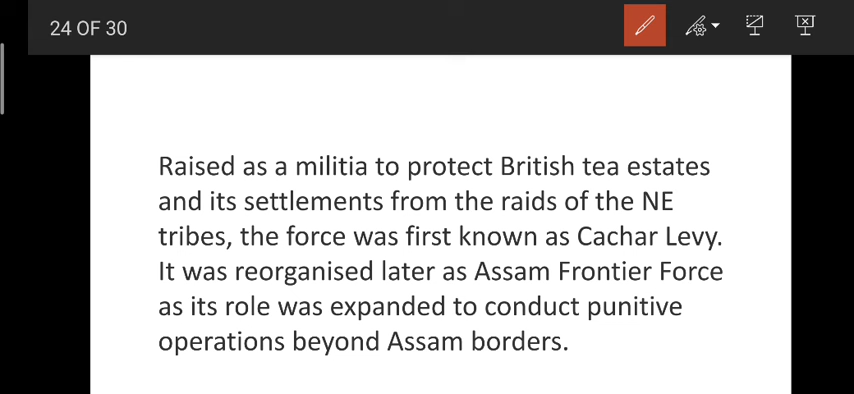 24 OF 30
Raised as a militia to protect British tea estates
and its settlements from the raids of the NE
tribes, the force was first known as Cachar Levy.
It was reorganised later as Assam Frontier Force
as its role was expanded to conduct punitive
operations beyond Assam borders.